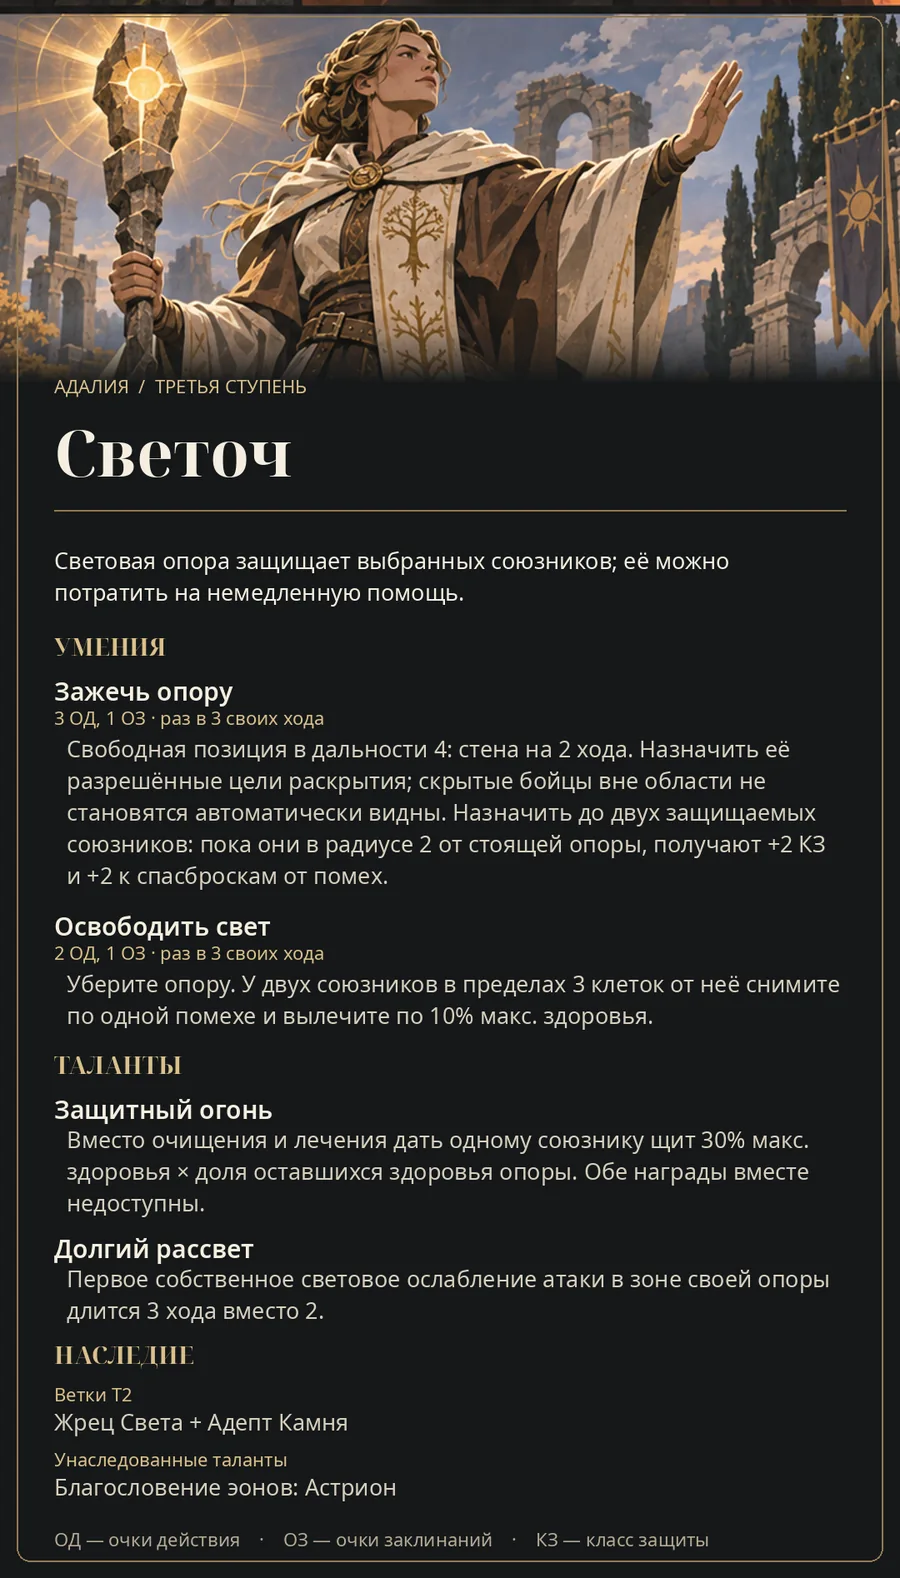 АДАЛИЯ / ТРЕТЬЯ СТУПЕНЬ
Светоч
Световая опора защищает выбранных союзников; её можно
потратить на немедленную помощь.
УМЕНИЯ
Зажечь опору
3 ОД, 1 ОЗ · раз в 3 своих хода
Свободная позиция в дальности 4: стена на 2 хода. Назначить её
разрешённые цели раскрытия; скрытые бойцы вне области не
становятся автоматически видны. Назначить до двух защищаемых
союзников: пока они в радиусе 2 от стоящей опоры, получают +2 КЗ
и +2 к спасброскам от помех.
Освободить свет
2 ОД, 1 ОЗ · раз в 3 своих хода
Уберите опору. У двух союзников в пределах 3 клеток от неё снимите
по одной помехе и вылечите по 10% макс. здоровья.
ТАЛАНТЫ
Защитный огонь
Вместо очищения и лечения дать одному союзнику щит 30% макс.
здоровья × доля оставшихся здоровья опоры. Обе награды вместе
недоступны.
Долгий рассвет
Первое собственное световое ослабление атаки в зоне своей опоры
длится 3 хода вместо 2.
НАСЛЕДИЕ
Ветки Т2
Жрец Света + Адепт Камня
Унаследованные таланты
Благословение эонов: Астрион
ОД — очки действия · ОЗ — очки заклинаний · КЗ — класс защиты